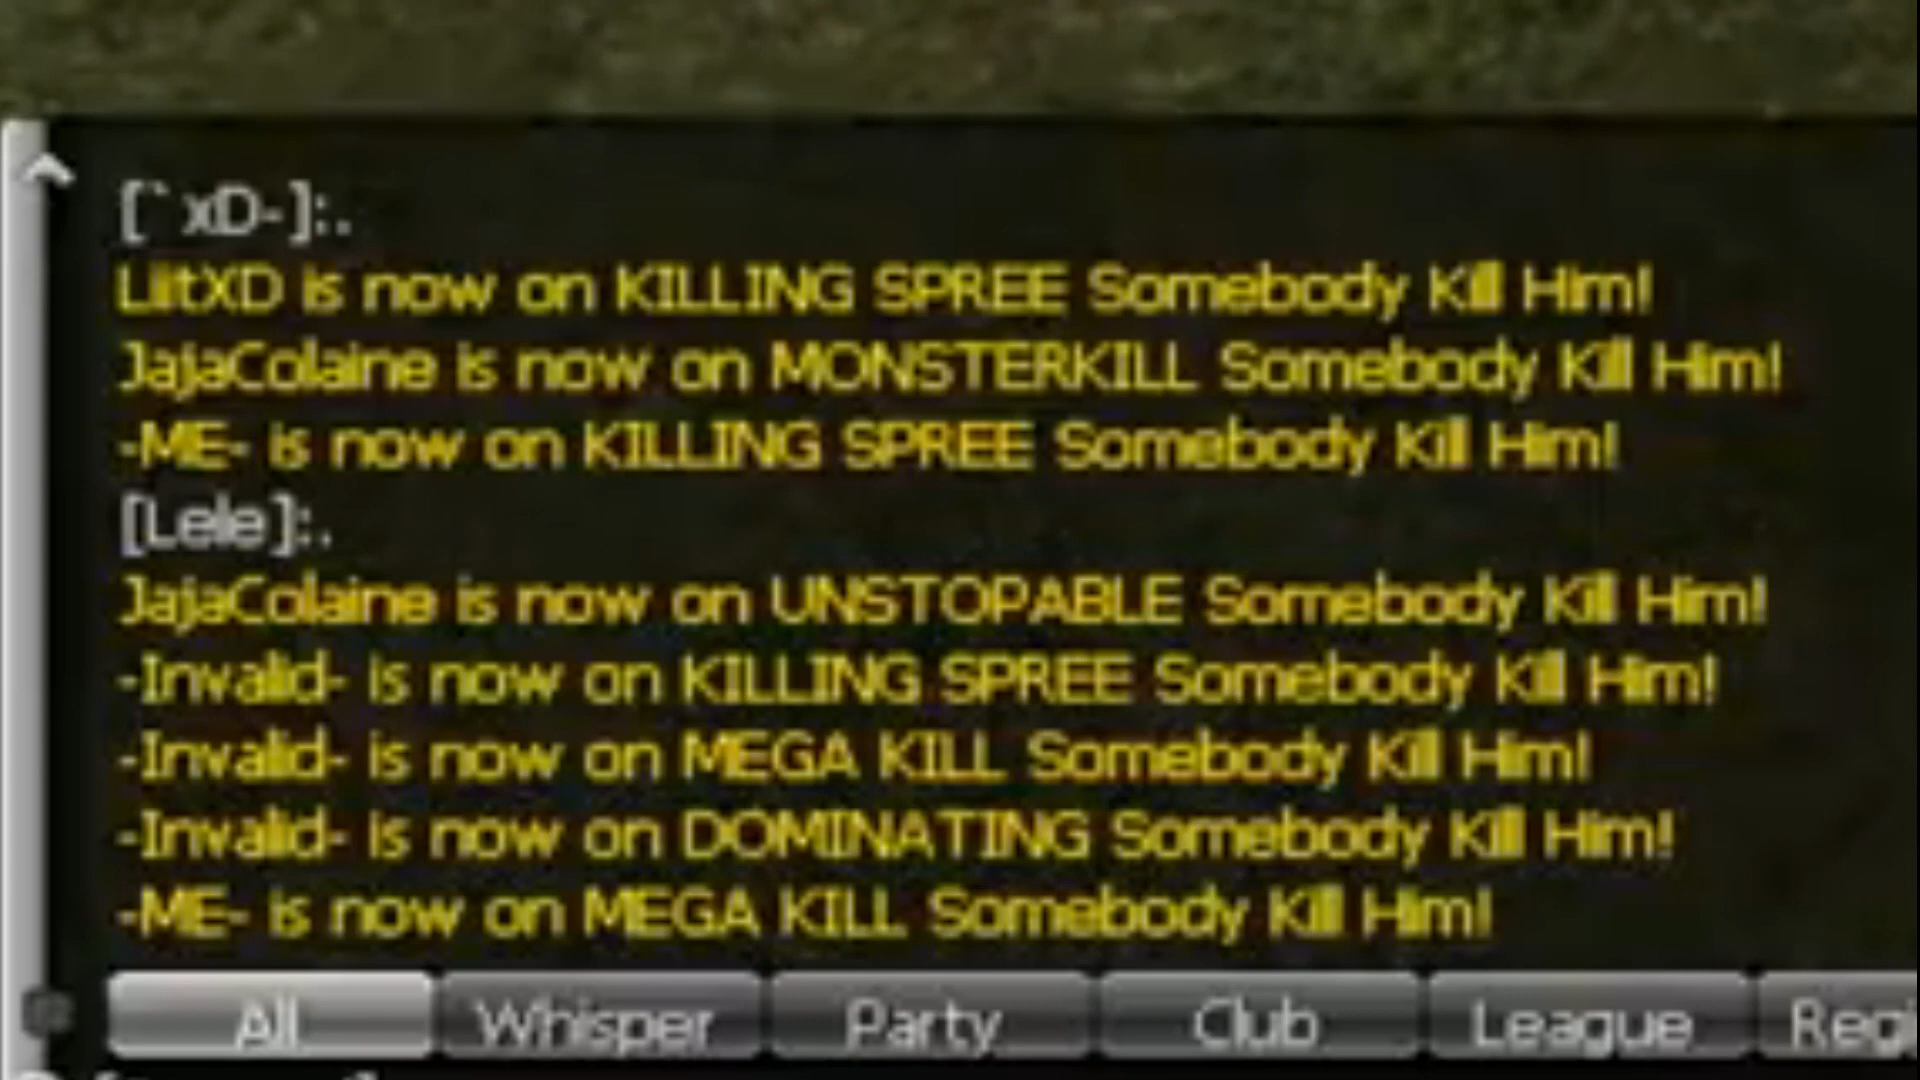 [`xD-]:.
LiitXD is now on KILLING SPREE Somebody Kill Him!
JajaColaine is now on MONSTERKILL Somebody Kill Him!
-ME- is now on KILLING SPREE Somebody Kill Him!
[Lele]:.
JajaColaine is now on UNSTOPABLE Somebody Kill Him!
-Invalid- is now on KILLING SPREE Somebody Kill Him!
-Invalid- is now on MEGA KILL Somebody Kill Him!
-Invalid- is now on DOMINATING Somebody Kill Him!
-ME- is now on MEGA KILL Somebody Kill Him!
All Whisper Party Club League Regi